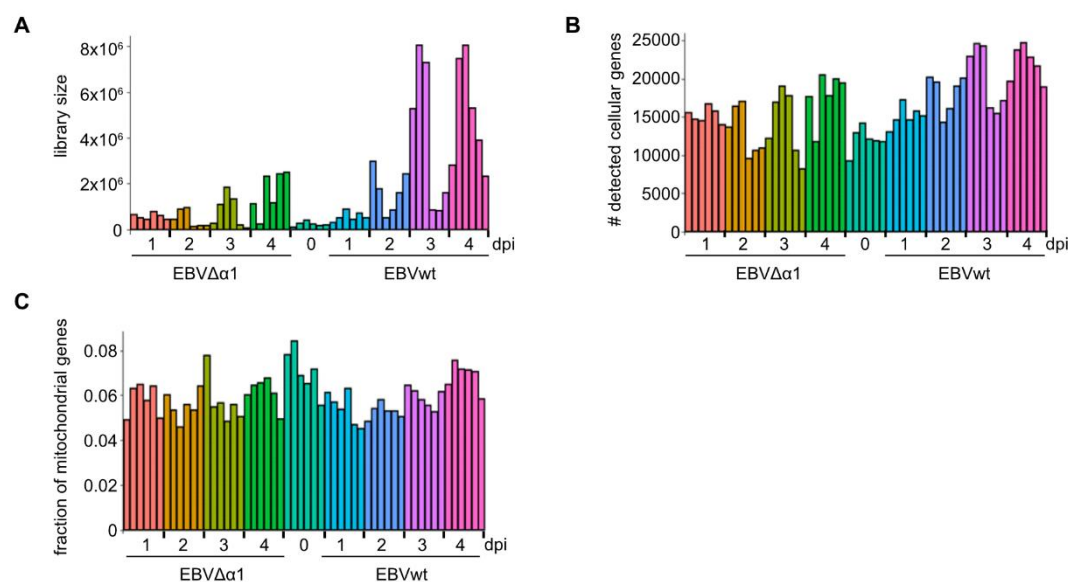 A
library size
8x10⁶
6x10⁶
4x10⁶
2x10⁶
0
1 2 3 4 0 1 2 3 4 dpi
EBVΔα1 EBVwt
B
# detected cellular genes
25000
20000
15000
10000
5000
0
1 2 3 4 0 1 2 3 4 dpi
EBVΔα1 EBVwt
C
fraction of mitochondrial genes
0.08
0.06
0.04
0.02
0
1 2 3 4 0 1 2 3 4 dpi
EBVΔα1 EBVwt